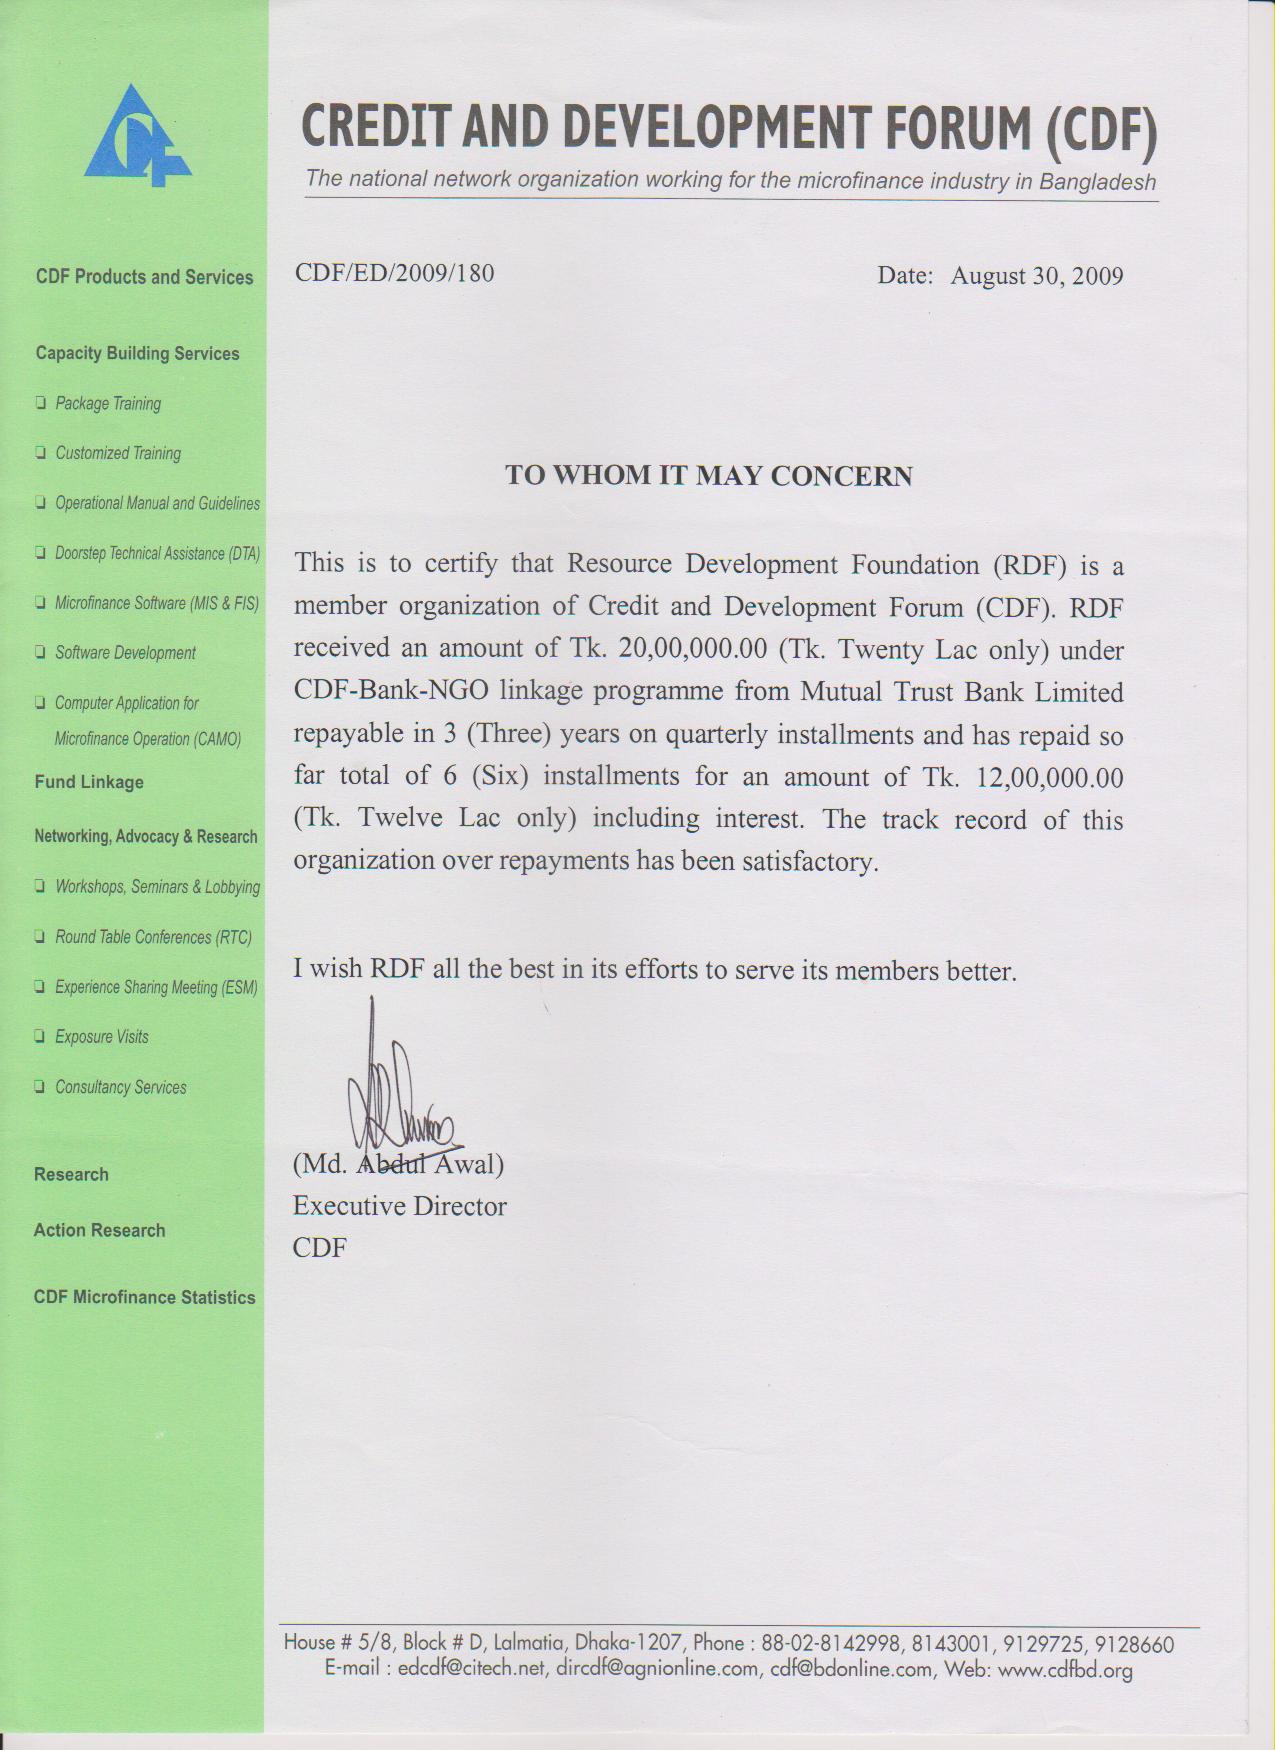 CREDIT AND DEVELOPMENT FORUM (CDF)
The national network organization working for the microfinance industry in Bangladesh
CDF Products and Services
Capacity Building Services
Package Training
Customized Training
Operational Manual and Guidelines
Doorstep Technical Assistance (DTA)
Microfinance Software (MIS & FIS)
Software Development
Computer Application for
Microfinance Operation (CAMO)
Fund Linkage
Networking, Advocacy & Research
Workshops, Seminars & Lobbying
Round Table Conferences (RTC)
Experience Sharing Meeting (ESM)
Exposure Visits
Consultancy Services
Research
Action Research
CDF Microfinance Statistics
CDF/ED/2009/180 Date: August 30, 2009
TO WHOM IT MAY CONCERN
This is to certify that Resource Development Foundation (RDF) is a
member organization of Credit and Development Forum (CDF). RDF
received an amount of Tk. 20,00,000.00 (Tk. Twenty Lac only) under
CDF-Bank-NGO linkage programme from Mutual Trust Bank Limited
repayable in 3 (Three) years on quarterly installments and has repaid so
far total of 6 (Six) installments for an amount of Tk. 12,00,000.00
(Tk. Twelve Lac only) including interest. The track record of this
organization over repayments has been satisfactory.
I wish RDF all the best in its efforts to serve its members better.
(Md. Abdul Awal)
Executive Director
CDF
House # 5/8, Block # D, Lalmatia, Dhaka-1207, Phone : 88-02-8142998, 8143001, 9129725, 9128660
E-mail : edcdf@citech.net, dircdf@agnionline.com, cdf@bdonline.com, Web: www.cdfbd.org